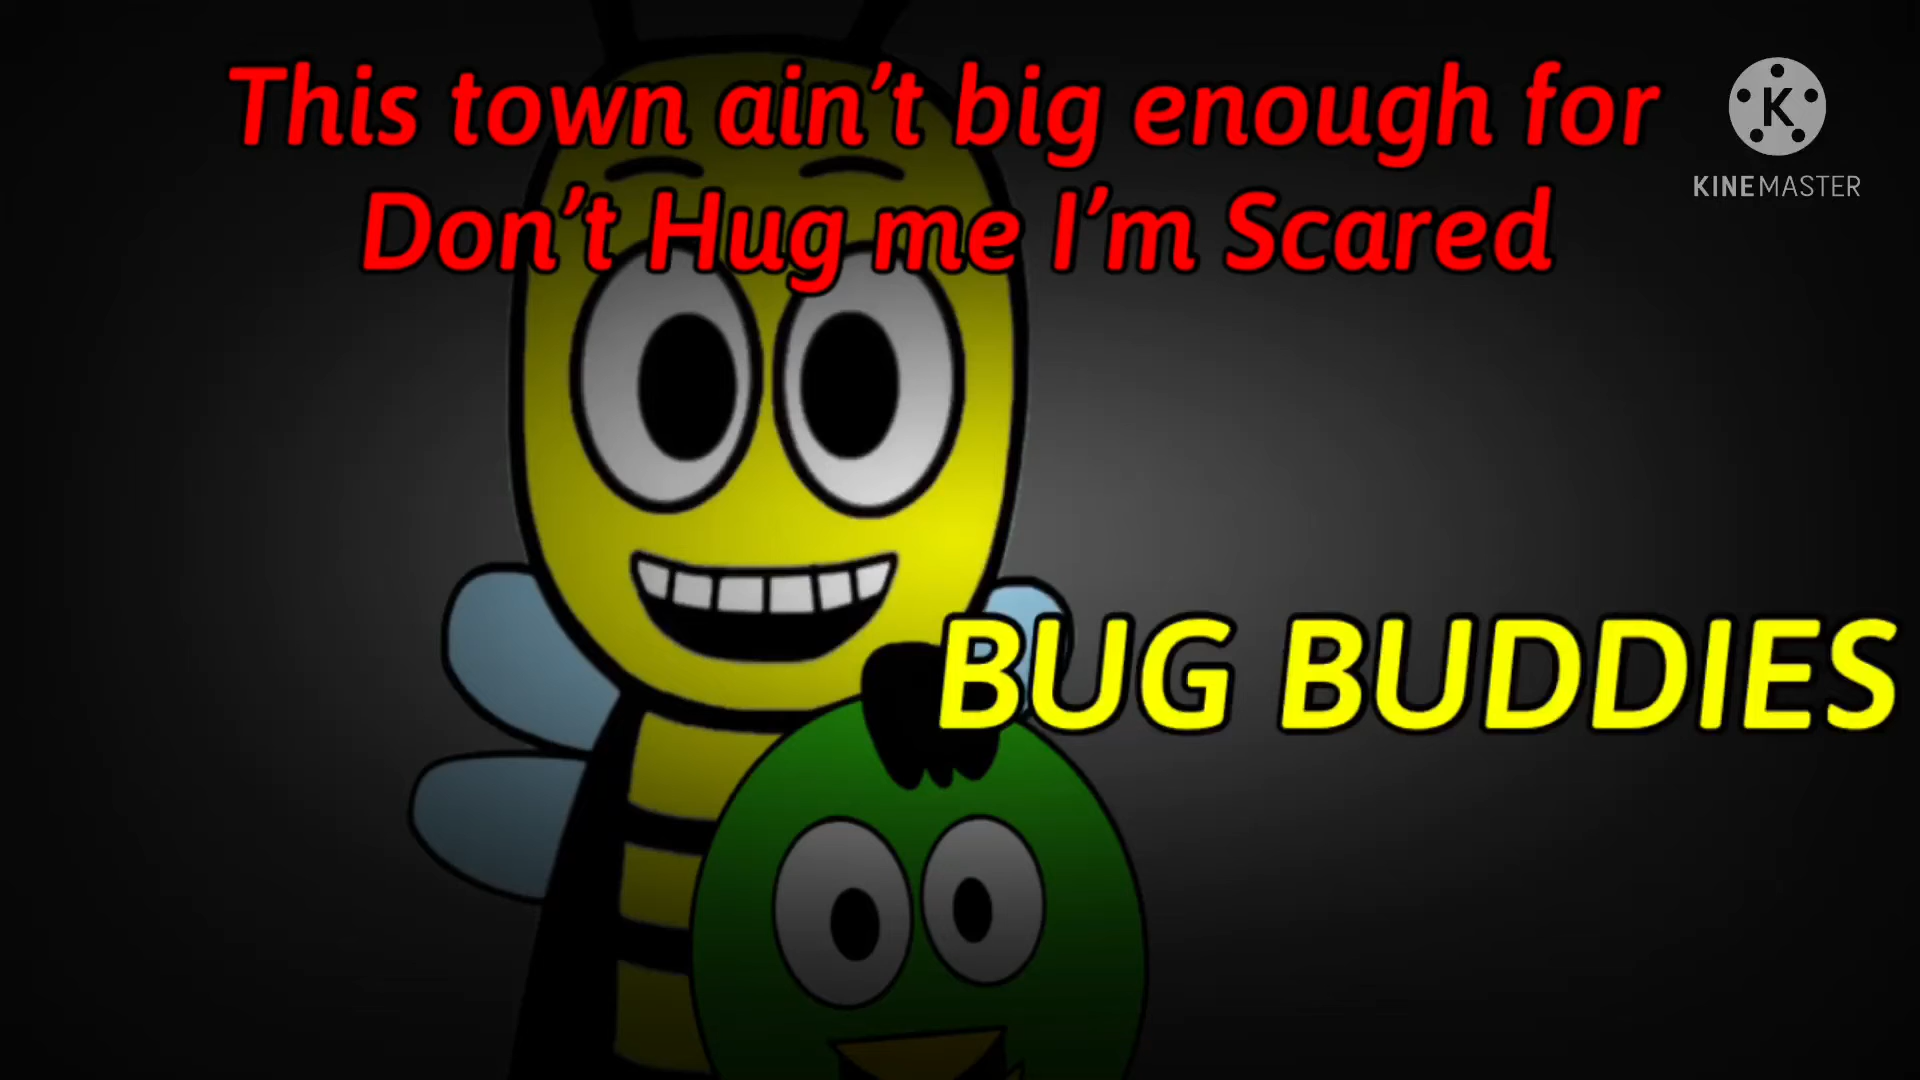 This town ain't big enough for
Don't Hug me I'm Scared
K
KINEMASTER
BUG BUDDIES